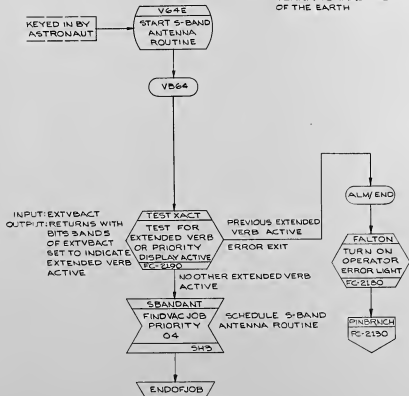 OF THE EARTH
V64E
KEYED IN BY
ASTRONAUT
START S-BAND
ANTENNA
ROUTINE
VB64
INPUT: EXTVBACT
OUTPUT: RETURNS WITH
BITS 3 AND 5
OF EXTVBACT
SET TO INDICATE
EXTENDED VERB
ACTIVE
TESTXACT
TEST FOR
EXTENDED VERB
OR PRIORITY
DISPLAY ACTIVE
FC-2190
PREVIOUS EXTENDED
VERB ACTIVE
ERROR EXIT
ALM/END
FALTON
TURN ON
OPERATOR
ERROR LIGHT
FC-2180
PINBRNCH
FC-2130
NO OTHER EXTENDED VERB
ACTIVE
SBANDANT
FINDVAC JOB
PRIORITY
04
SH3
SCHEDULE S-BAND
ANTENNA ROUTINE
ENDOFJOB